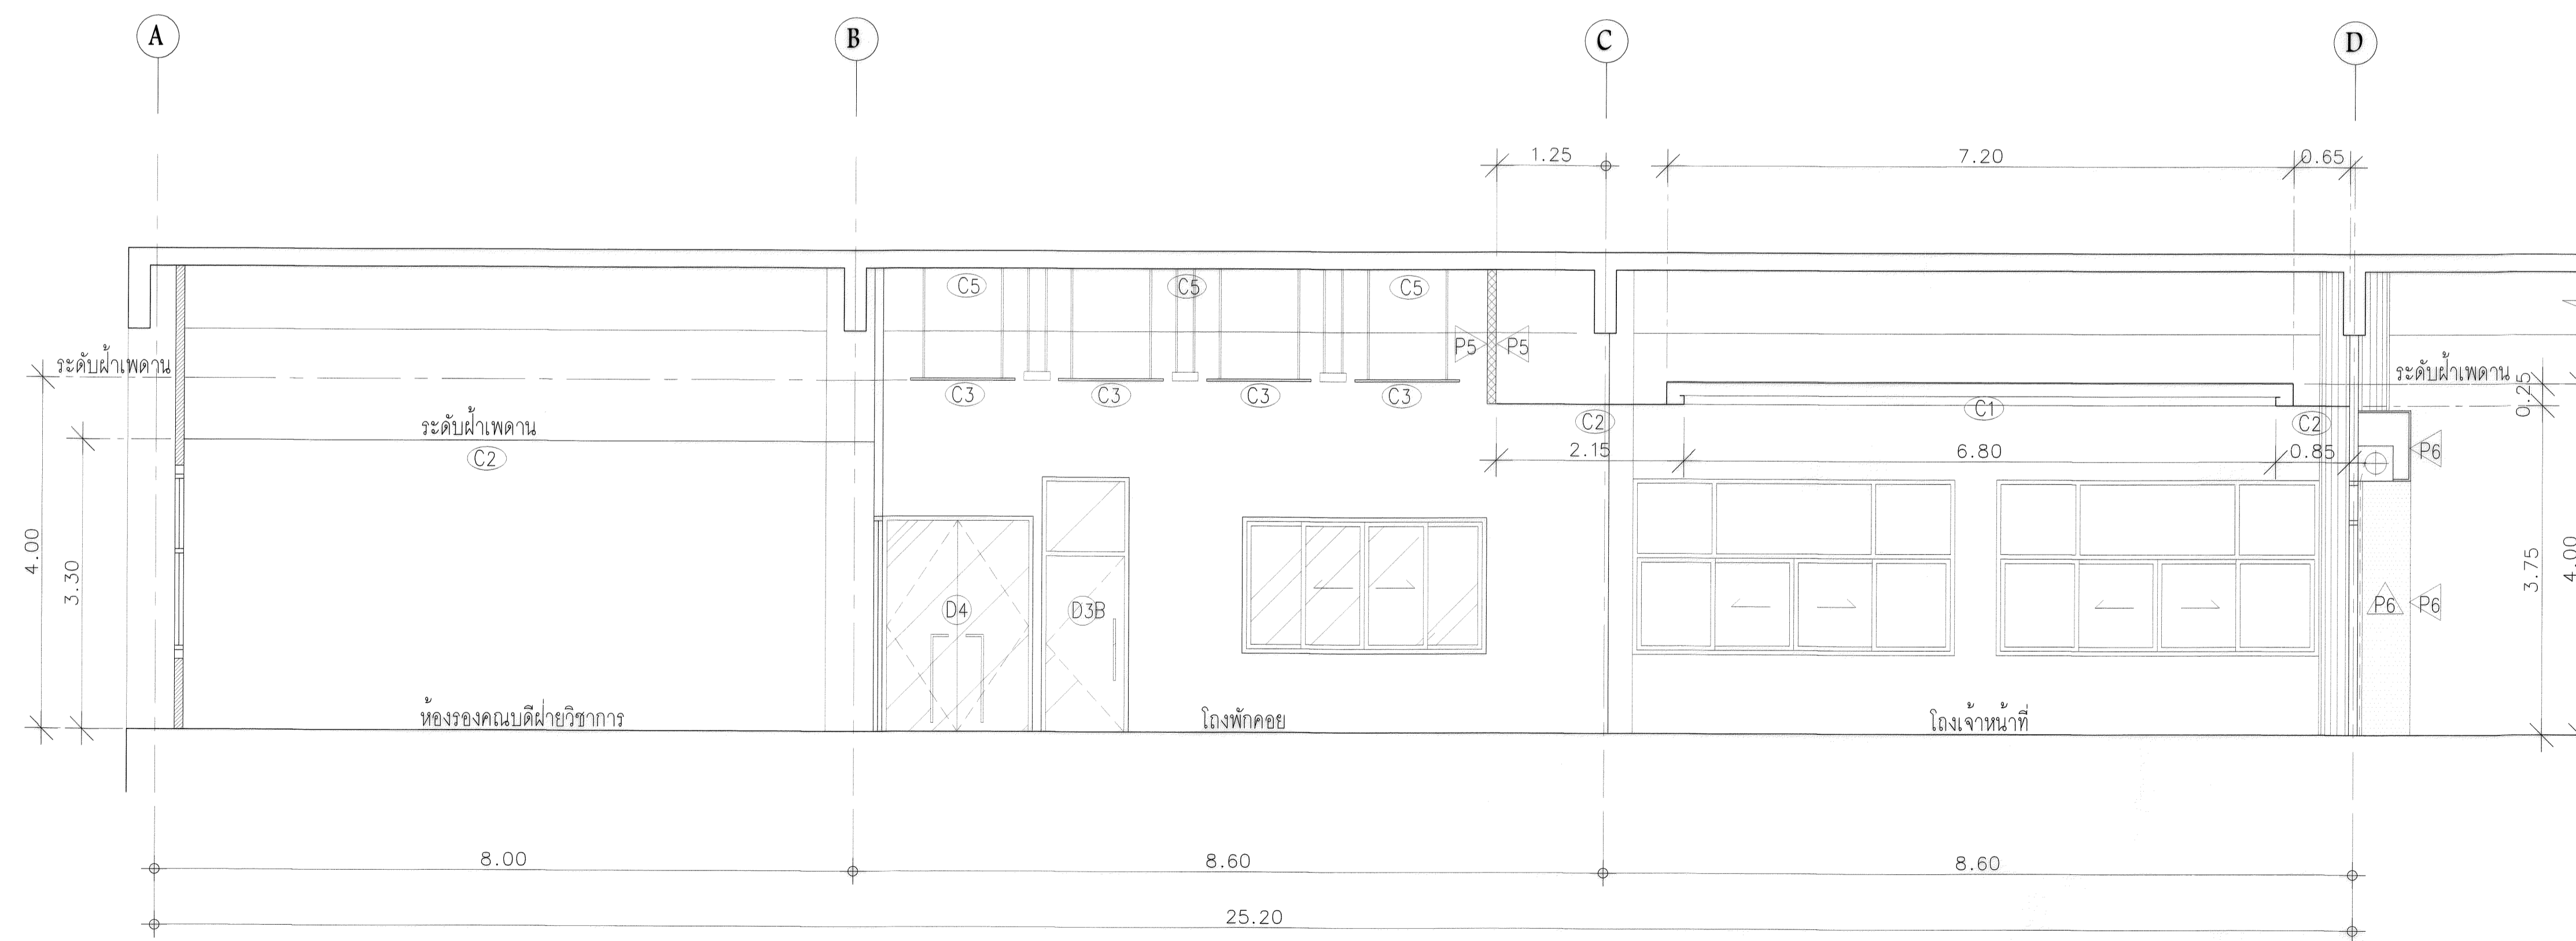 A
B
C
D
1.25
7.20
0.65
C5
C5
C5
P5
P5
ระดับฝ้าเพดาน
ระดับฝ้าเพดาน
0.25
C3
C3
C3
C3
C1
C2
C2
ระดับฝ้าเพดาน
C2
2.15
6.80
0.85
P6
4.00
3.30
3.75
4.00
D4
D3B
P6
P6
ห้องรองคณบดีฝ่ายวิชาการ
โถงพักคอย
โถงเจ้าหน้าที่
8.00
8.60
8.60
25.20